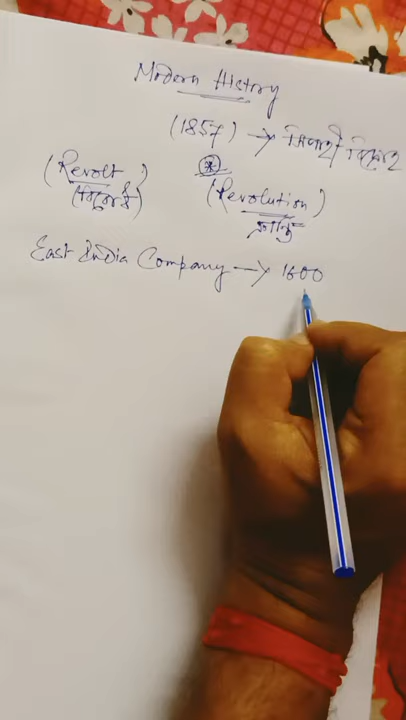 Modern History
(1857) → सिपाही विद्रोह
(Revolt) (Revolution)
(विद्रोह) क्रांति
East India Company → 1600